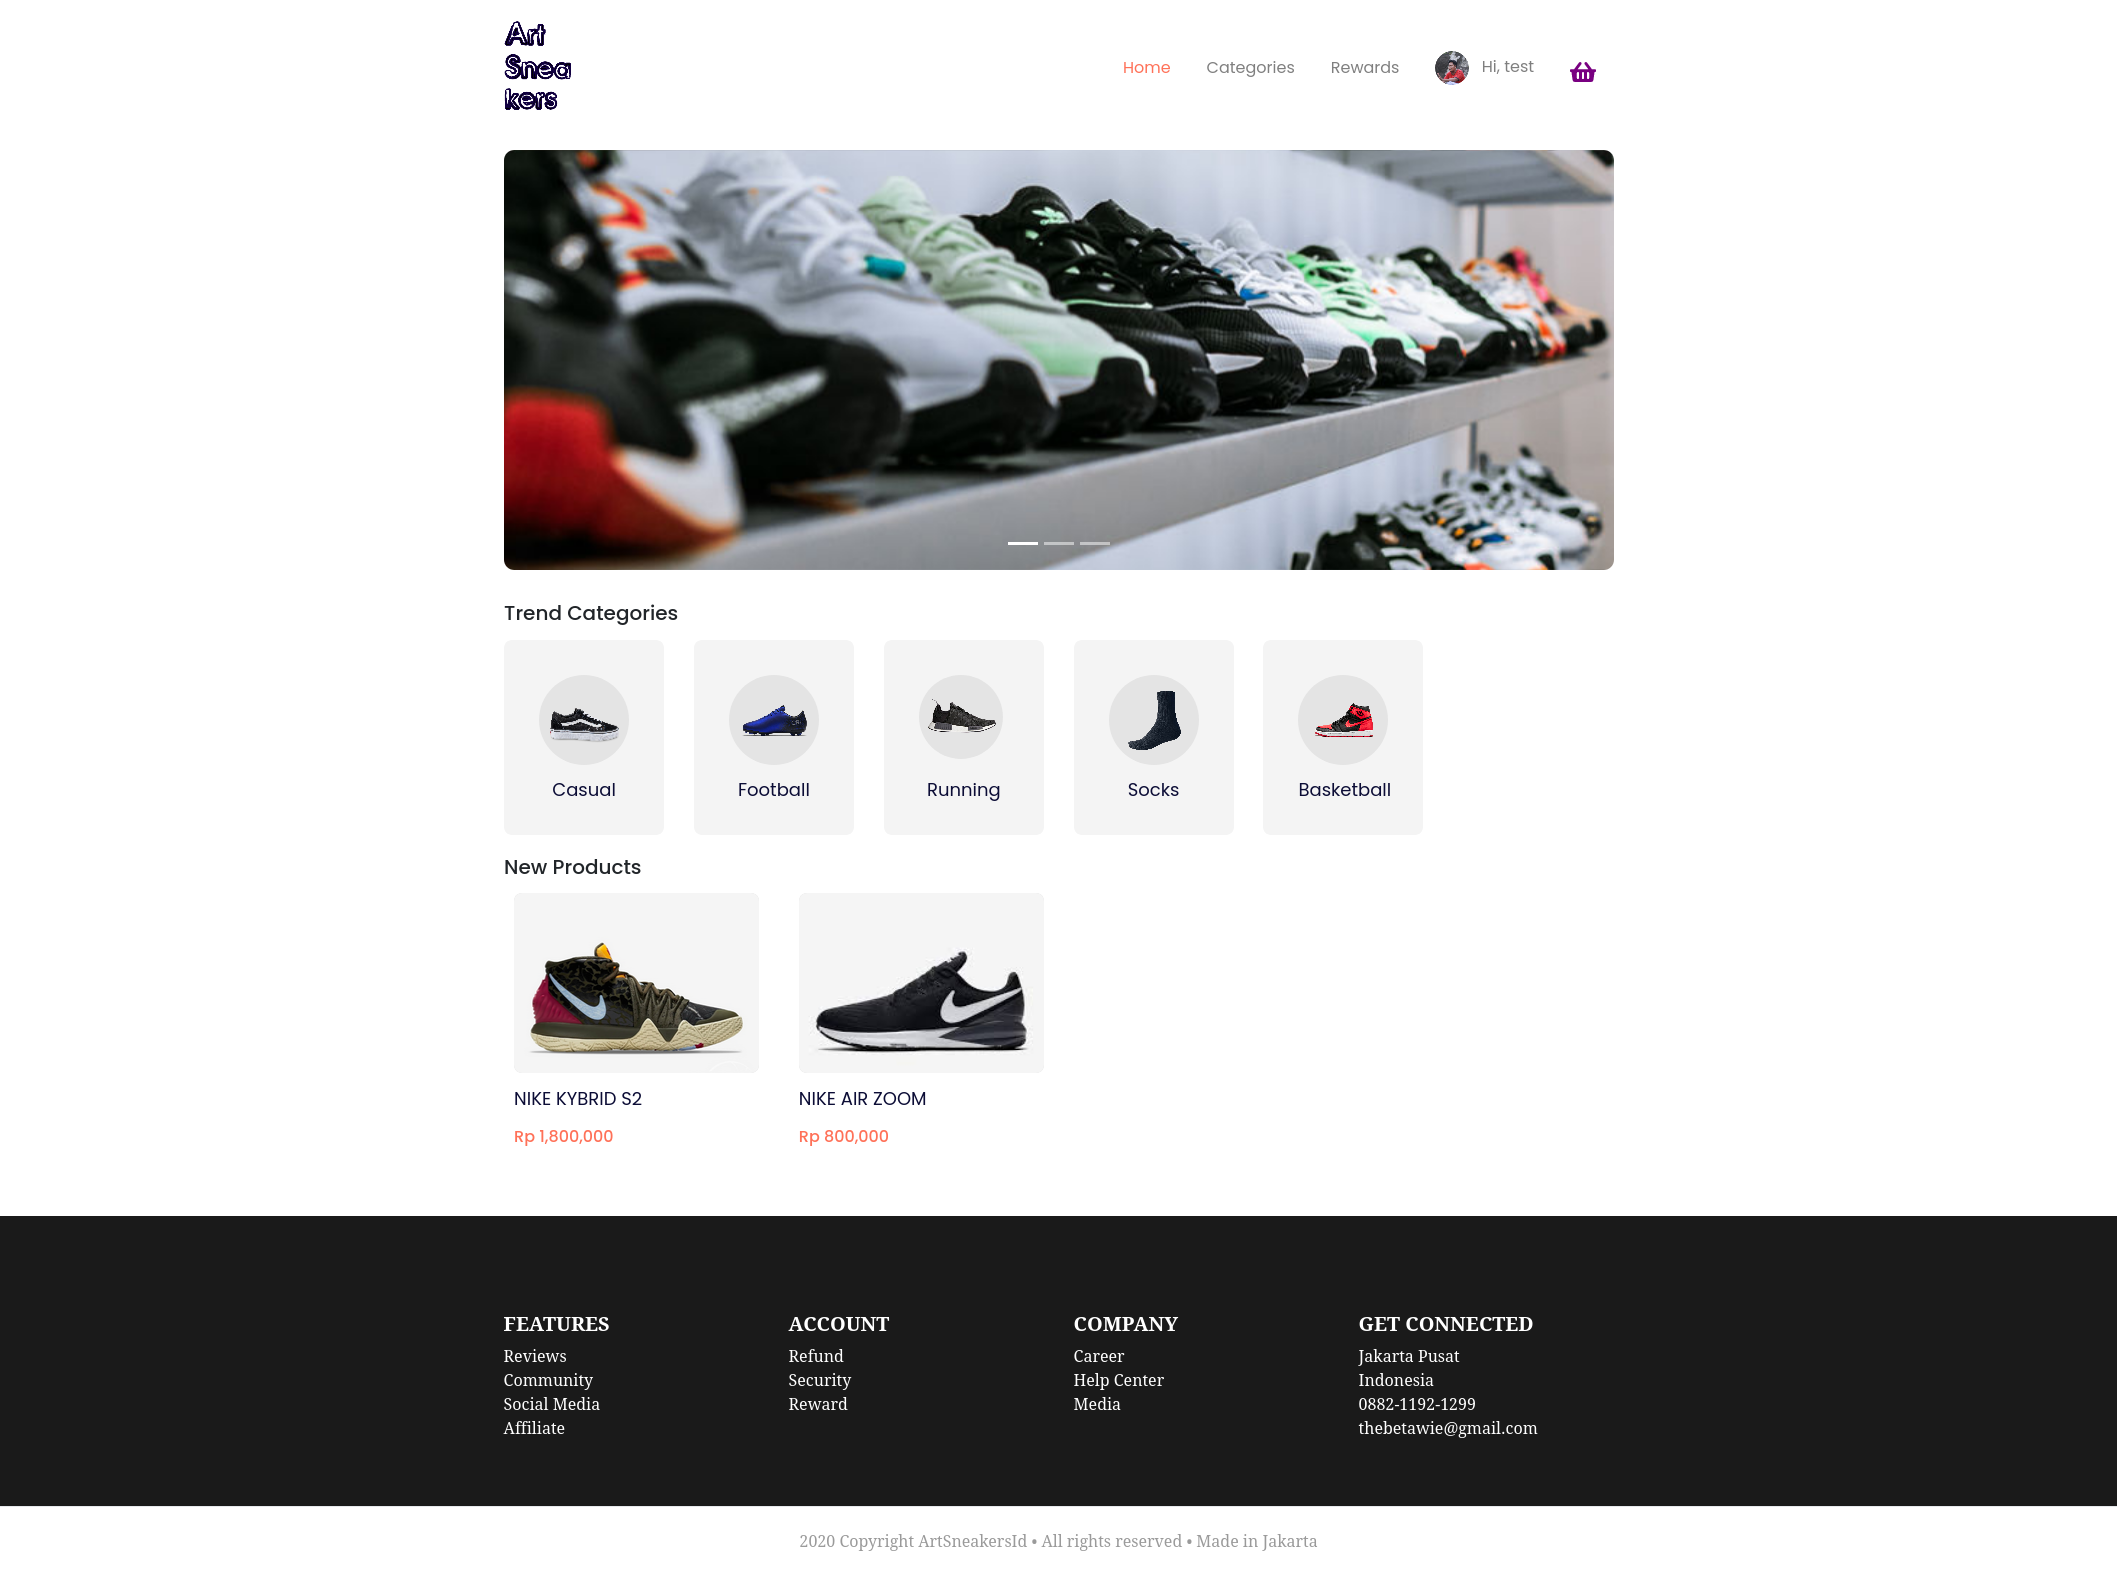 Art
Snea
kers
Home
Categories
Rewards
Hi, test
Trend Categories
Casual
Football
Running
Socks
Basketball
New Products
NIKE KYBRID S2
Rp 1,800,000
NIKE AIR ZOOM
Rp 800,000
FEATURES
Reviews
Community
Social Media
Affiliate
ACCOUNT
Refund
Security
Reward
COMPANY
Career
Help Center
Media
GET CONNECTED
Jakarta Pusat
Indonesia
0882-1192-1299
thebetawie@gmail.com
2020 Copyright ArtSneakersId • All rights reserved • Made in Jakarta